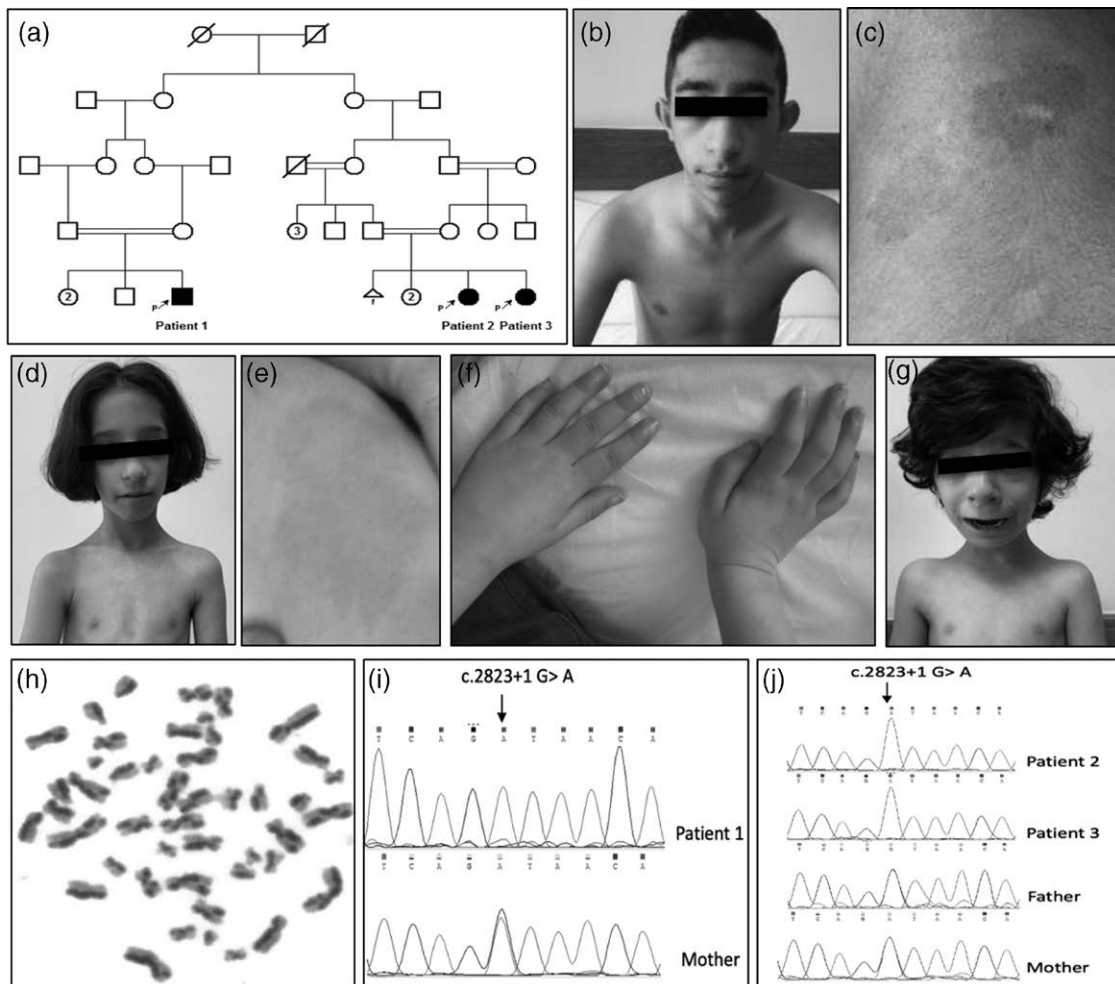 (a)
P
Patient 1
Patient 2
Patient 3
2
3
2
f
P
P
(b)
(c)
(d)
(e)
(f)
(g)
(h)
(i)
c.2823+1 G> A
T C A G A T A A C A
Patient 1
T C A G A T A A C A
Mother
(j)
c.2823+1 G> A
Patient 2
Patient 3
Father
Mother